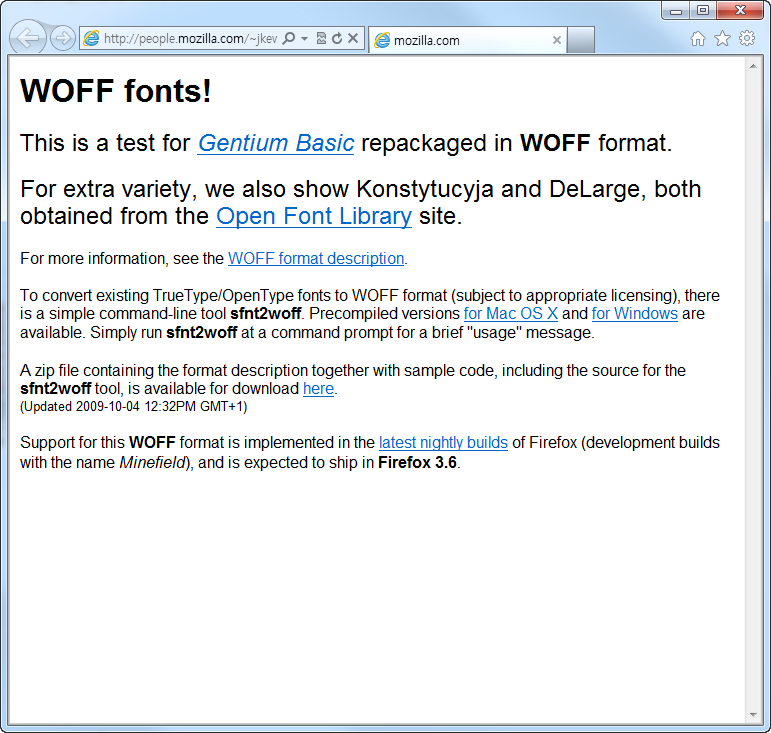 http://people.mozilla.com/~jkew
mozilla.com
WOFF fonts!
This is a test for Gentium Basic repackaged in WOFF format.
For extra variety, we also show Konstytucyja and DeLarge, both
obtained from the Open Font Library site.
For more information, see the WOFF format description.
To convert existing TrueType/OpenType fonts to WOFF format (subject to appropriate licensing), there
is a simple command-line tool sfnt2woff. Precompiled versions for Mac OS X and for Windows are
available. Simply run sfnt2woff at a command prompt for a brief "usage" message.
A zip file containing the format description together with sample code, including the source for the
sfnt2woff tool, is available for download here.
(Updated 2009-10-04 12:32PM GMT+1)
Support for this WOFF format is implemented in the latest nightly builds of Firefox (development builds
with the name Minefield), and is expected to ship in Firefox 3.6.